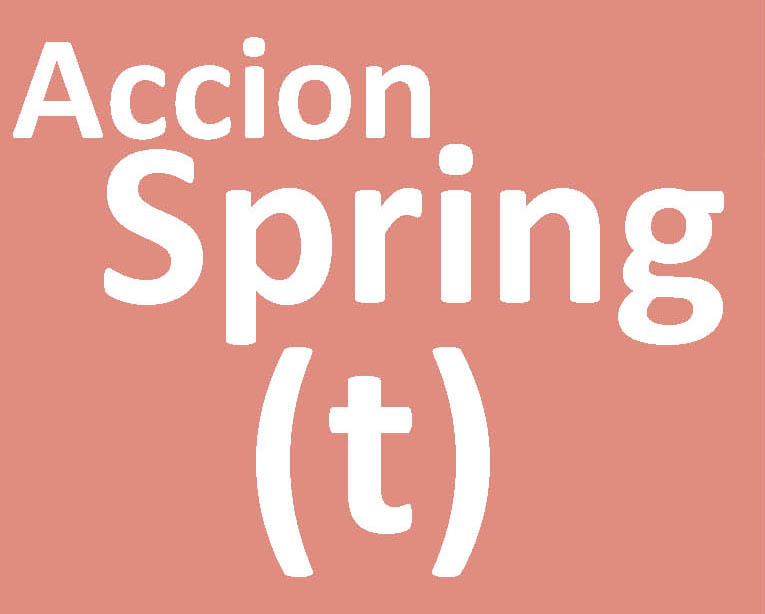 Accion
Spring
(t)